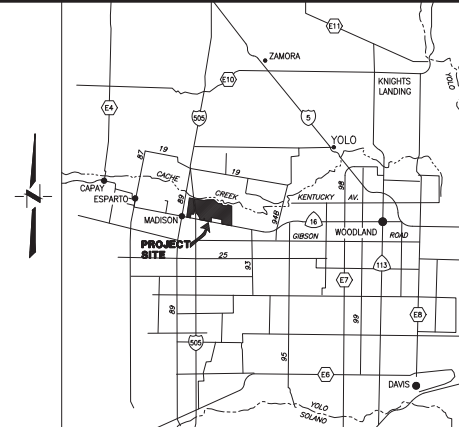 E11
ZAMORA
E10
KNIGHTS
LANDING
YOLO
E4
505
5
YOLO
87
19
19
CACHE
CREEK
CAPAY
ESPARTO
89
98
KENTUCKY AV.
MADISON
94B
16
GIBSON ROAD
WOODLAND
PROJECT
SITE
25
93
113
E7
E8
89
99
505
95
E6
DAVIS
YOLO
SOLANO
N